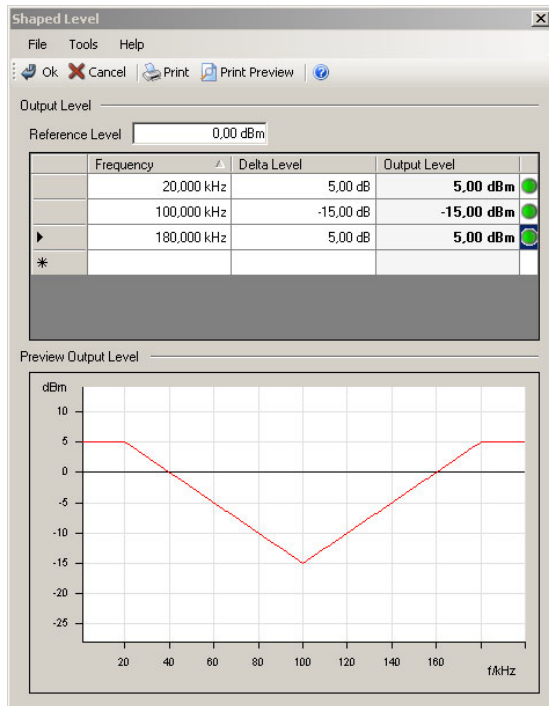 Shaped Level
File Tools Help
Ok Cancel Print Print Preview
Output Level
Reference Level 0,00 dBm
Frequency Delta Level Output Level
20,000 kHz 5,00 dB 5,00 dBm
100,000 kHz -15,00 dB -15,00 dBm
180,000 kHz 5,00 dB 5,00 dBm
Preview Output Level
dBm
10
5
0
-5
-10
-15
-20
-25
20 40 60 80 100 120 140 160
f/kHz